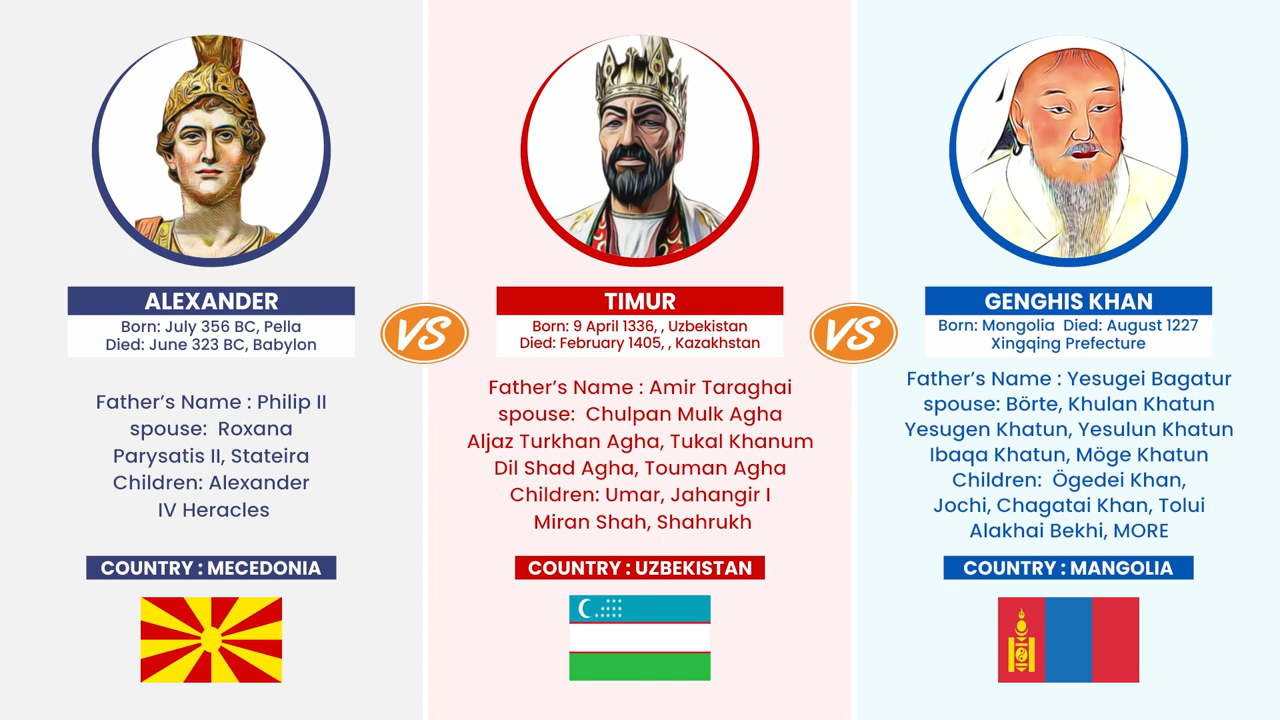 ALEXANDER
Born: July 356 BC, Pella
Died: June 323 BC, Babylon
Father's Name : Philip II
spouse:  Roxana
Parysatis II, Stateira
Children: Alexander
IV Heracles
COUNTRY : MECEDONIA
VS
TIMUR
Born: 9 April 1336, , Uzbekistan
Died: February 1405, , Kazakhstan
Father's Name : Amir Taraghai
spouse:  Chulpan Mulk Agha
Aljaz Turkhan Agha, Tukal Khanum
Dil Shad Agha, Touman Agha
Children: Umar, Jahangir I
Miran Shah, Shahrukh
COUNTRY : UZBEKISTAN
VS
GENGHIS KHAN
Born: Mongolia  Died: August 1227
Xingqing Prefecture
Father's Name : Yesugei Bagatur
spouse: Börte, Khulan Khatun
Yesugen Khatun, Yesulun Khatun
Ibaqa Khatun, Möge Khatun
Children:  Ögedei Khan,
Jochi, Chagatai Khan, Tolui
Alakhai Bekhi, MORE
COUNTRY : MANGOLIA